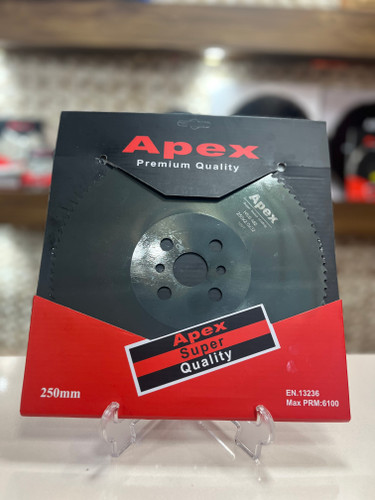 Apex
Premium Quality
Apex
Apex
Super
Quality
250mm
EN.13236
Max PRM:6100